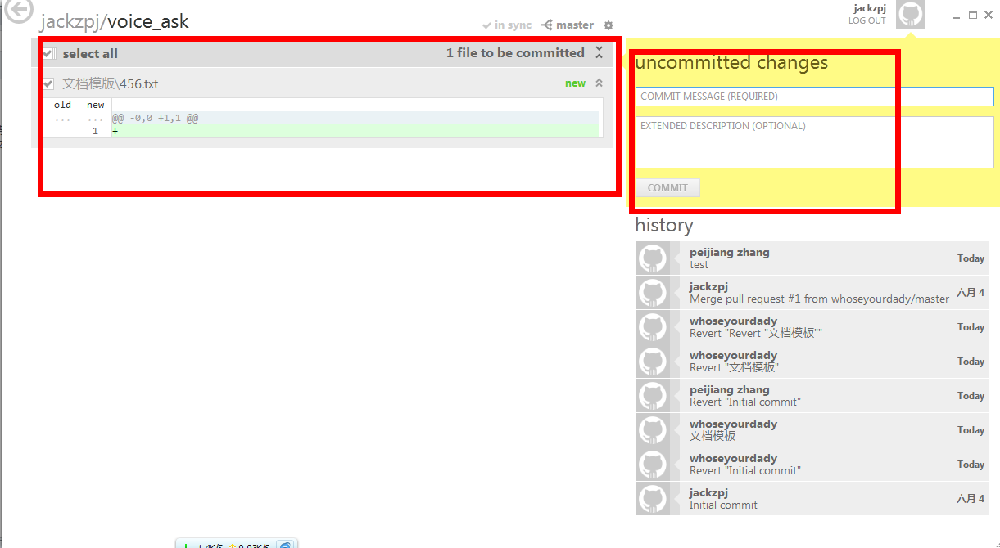 jackzpj/voice_ask
in sync
master
jackzpj
LOG OUT
select all
1 file to be committed
文档模版\456.txt
new
old new
... ... @@ -0,0 +1,1 @@
1 +
uncommitted changes
COMMIT MESSAGE (REQUIRED)
EXTENDED DESCRIPTION (OPTIONAL)
COMMIT
history
peijiang zhang
test
Today
jackzpj
Merge pull request #1 from whoseyourdady/master
六月 4
whoseyourdady
Revert "Revert "文档模板""
Today
whoseyourdady
Revert "文档模板"
Today
peijiang zhang
Revert "Initial commit"
Today
whoseyourdady
文档模板
Today
whoseyourdady
Revert "Initial commit"
Today
jackzpj
Initial commit
六月 4